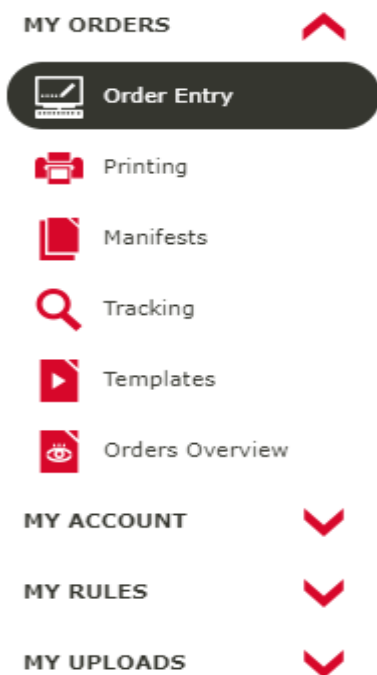 MY ORDERS
Order Entry
Printing
Manifests
Tracking
Templates
Orders Overview
MY ACCOUNT
MY RULES
MY UPLOADS